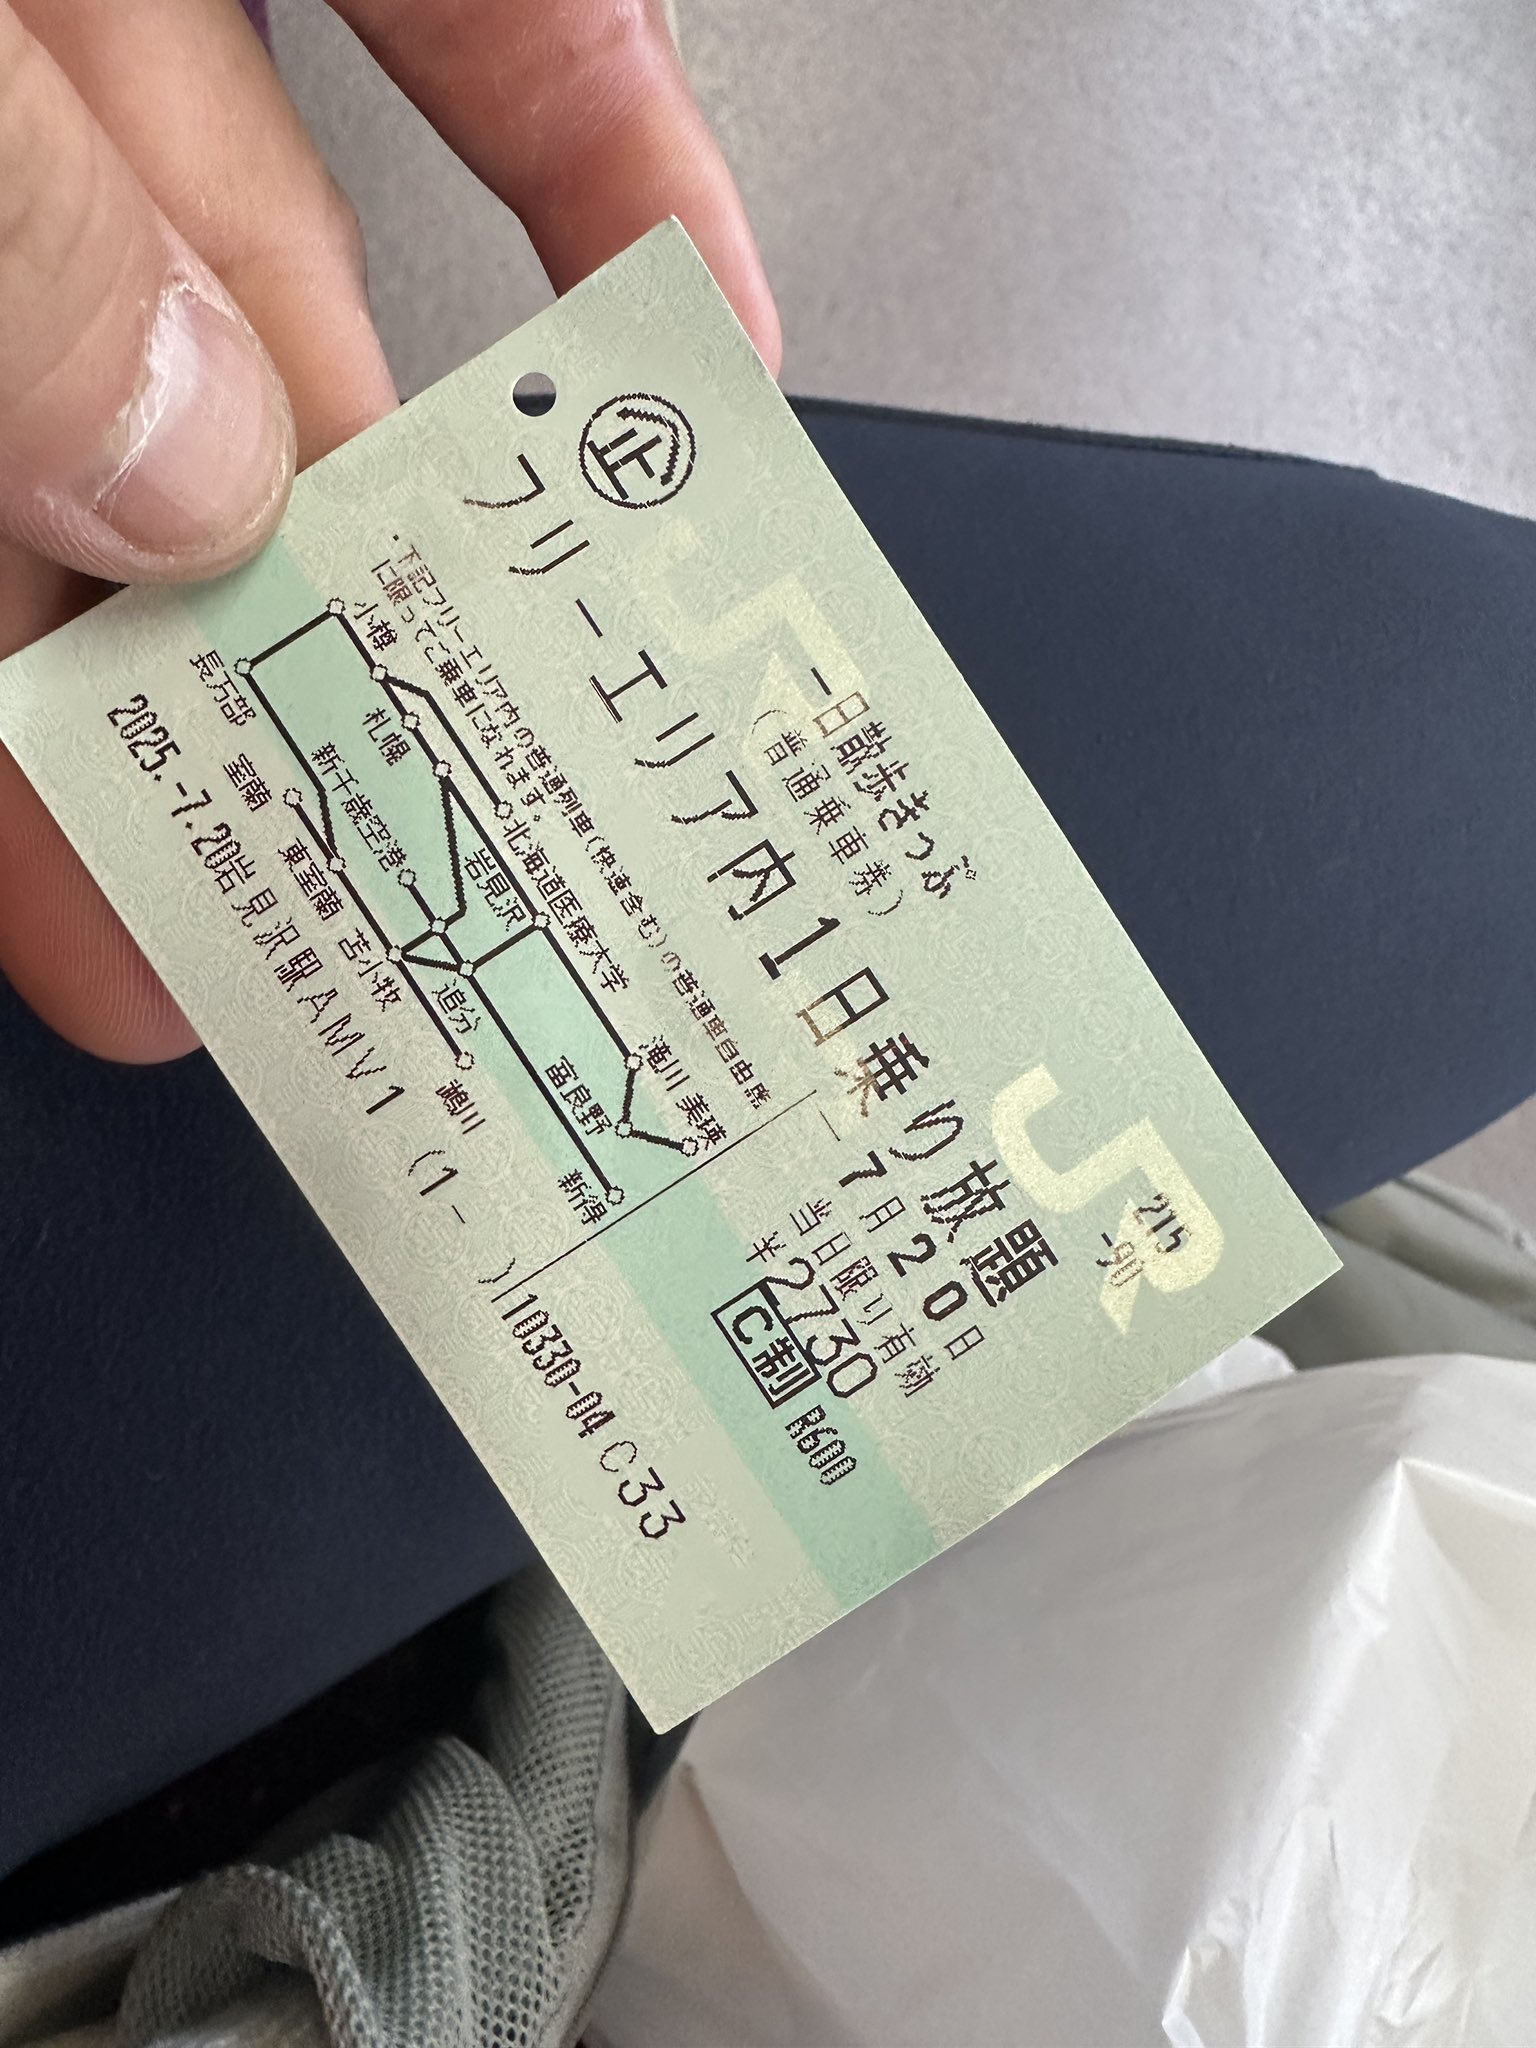 企
一日散歩きっぷ
(普通乗車券)
215
-90
フリーエリア内1日乗り放題
・下記フリーエリア内の普通列車(快速含む)の普通車自由席
に限ってご乗車になれます。
7月20日
当日限り有効
¥2730
C制 R600
小樽
長万部
札幌
北海道医療大学
岩見沢
新千歳空港
室蘭
東室蘭
苫小牧
追分
鵡川
滝川
美瑛
富良野
新得
2025.-7.20岩見沢駅AMV1 (1- )
10330-04 C33
JR